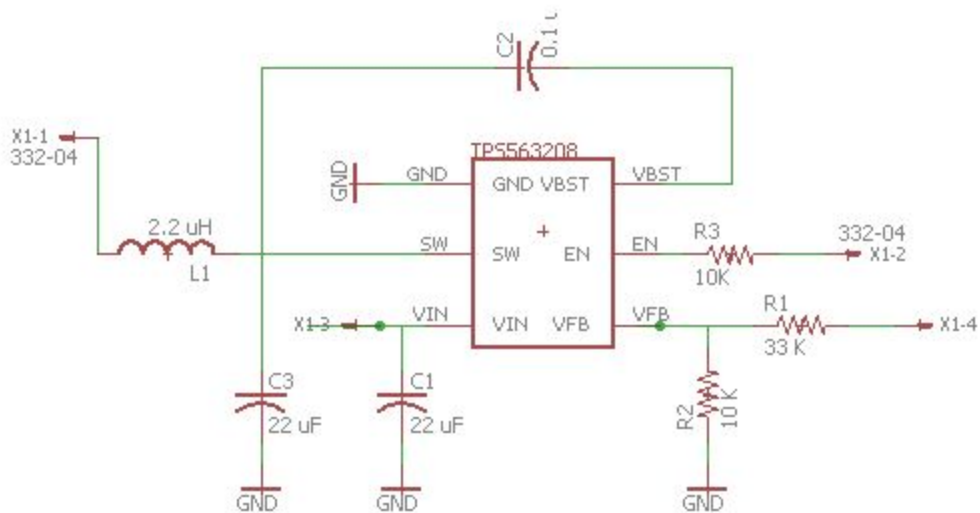 C2
0.1 u
X1-1
332-04
TPS563208
GND
GND
GND VBST
VBST
2.2 uH
L1
SW
SW
EN
EN
R3
10K
332-04
X1-2
X1-3
VIN
VIN
VFB
VFB
R1
33 K
X1-4
C3
22 uF
C1
22 uF
R2
10 K
GND
GND
GND